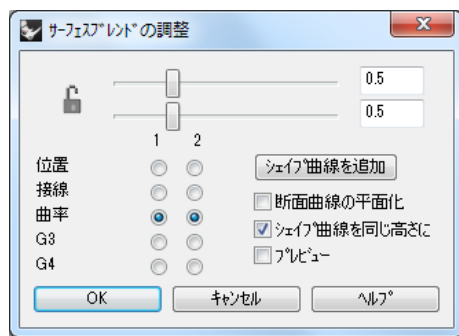 ｻｰﾌｪｽﾌﾞﾚﾝﾄﾞの調整
0.5
0.5
1 2
位置
接線
曲率
G3
G4
ｼｪｲﾌﾟ曲線を追加
断面曲線の平面化
ｼｪｲﾌﾟ曲線を同じ高さに
ﾌﾟﾚﾋﾞｭｰ
OK ｷｬﾝｾﾙ ﾍﾙﾌﾟ